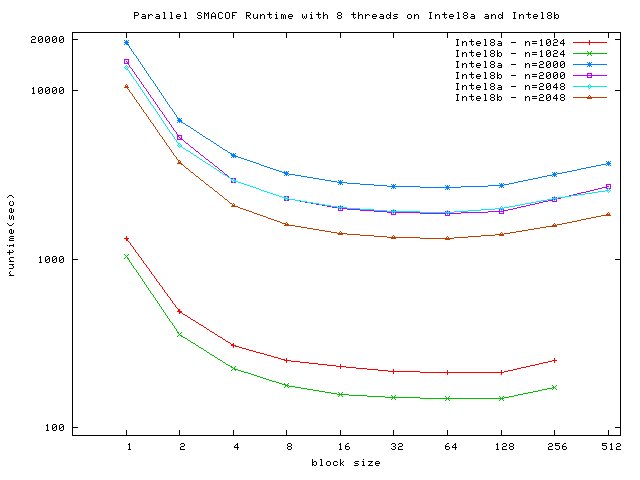 Parallel SMACOF Runtime with 8 threads on Intel8a and Intel8b
Intel8a - n=1024
Intel8b - n=1024
Intel8a - n=2000
Intel8b - n=2000
Intel8a - n=2048
Intel8b - n=2048
20000
10000
1000
100
runtime(sec)
1 2 4 8 16 32 64 128 256 512
block size